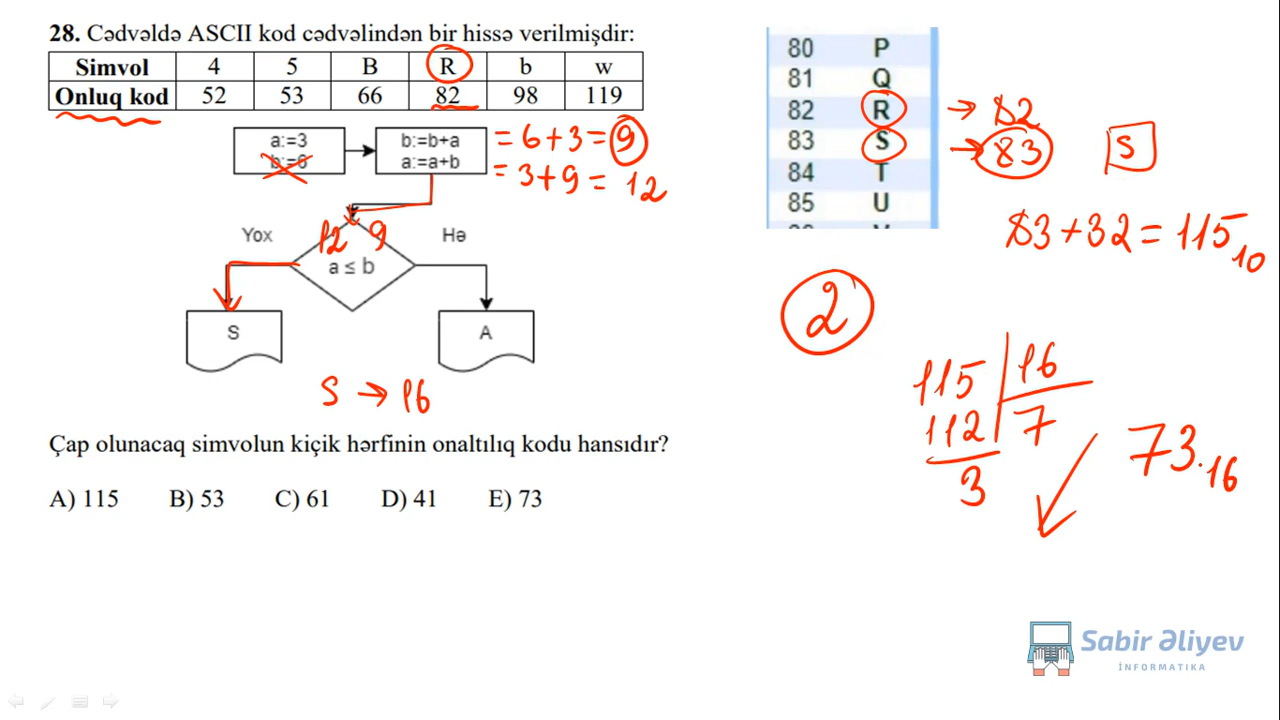 28. Cədvəldə ASCII kod cədvəlindən bir hissə verilmişdir:
Simvol 4 5 B R b w
Onluq kod 52 53 66 82 98 119
a:=3
b:=6
b:=b+a
a:=a+b
= 6+3=9
= 3+9 = 12
12 9
Yox
Hə
a ≤ b
S
A
S → 16
Çap olunacaq simvolun kiçik hərfinin onaltılıq kodu hansıdır?
A) 115 B) 53 C) 61 D) 41 E) 73
80 P
81 Q
82 R → 82
83 S → 83
84 T
85 U
S
83+32=115₁₀
2
115 16
112 7
3
73.₁₆
Sabir Əliyev
İNFORMATIKA